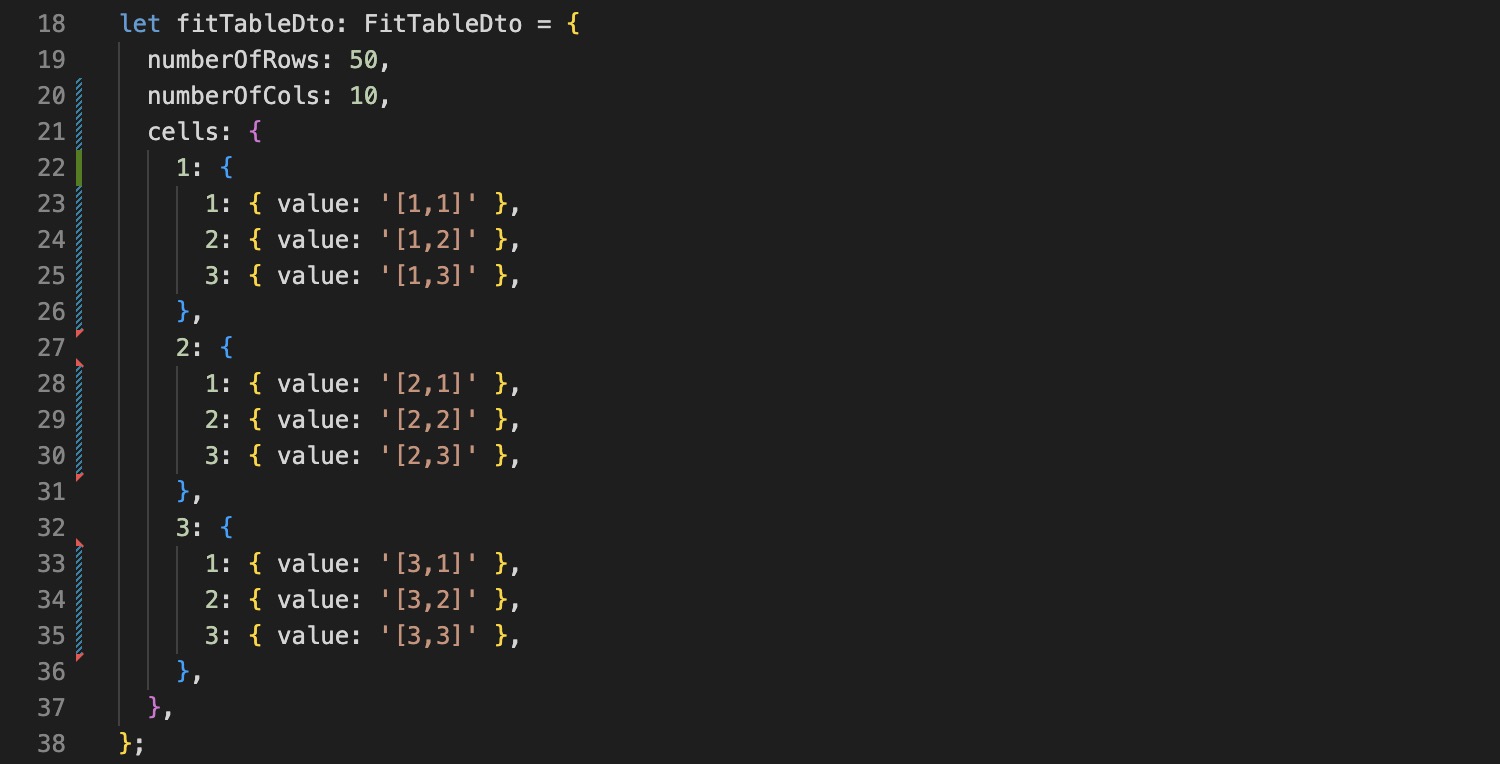 18 let fitTableDto: FitTableDto = {
19   numberOfRows: 50,
20   numberOfCols: 10,
21   cells: {
22     1: {
23       1: { value: '[1,1]' },
24       2: { value: '[1,2]' },
25       3: { value: '[1,3]' },
26     },
27     2: {
28       1: { value: '[2,1]' },
29       2: { value: '[2,2]' },
30       3: { value: '[2,3]' },
31     },
32     3: {
33       1: { value: '[3,1]' },
34       2: { value: '[3,2]' },
35       3: { value: '[3,3]' },
36     },
37   },
38 };